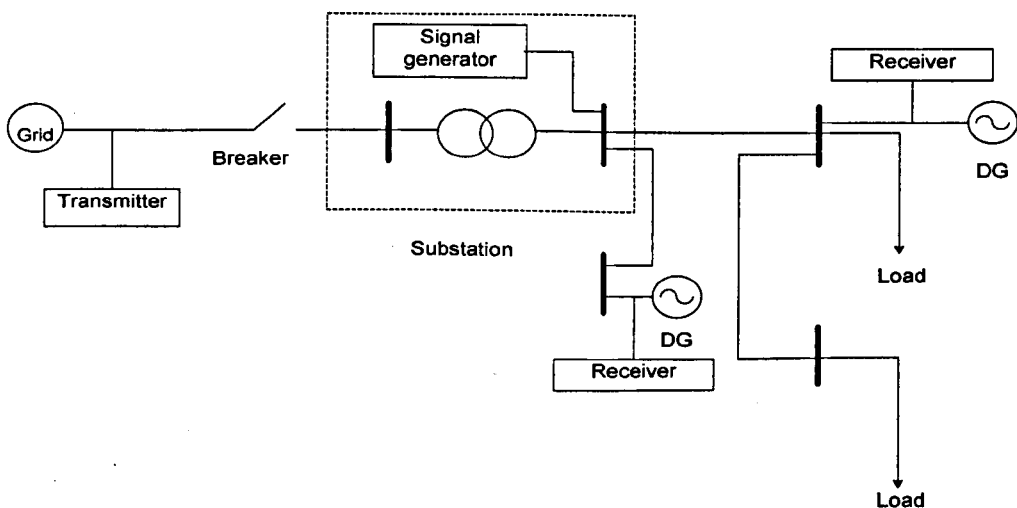 Signal
generator
Receiver
Grid
Breaker
DG
Transmitter
Substation
Load
DG
Receiver
Load